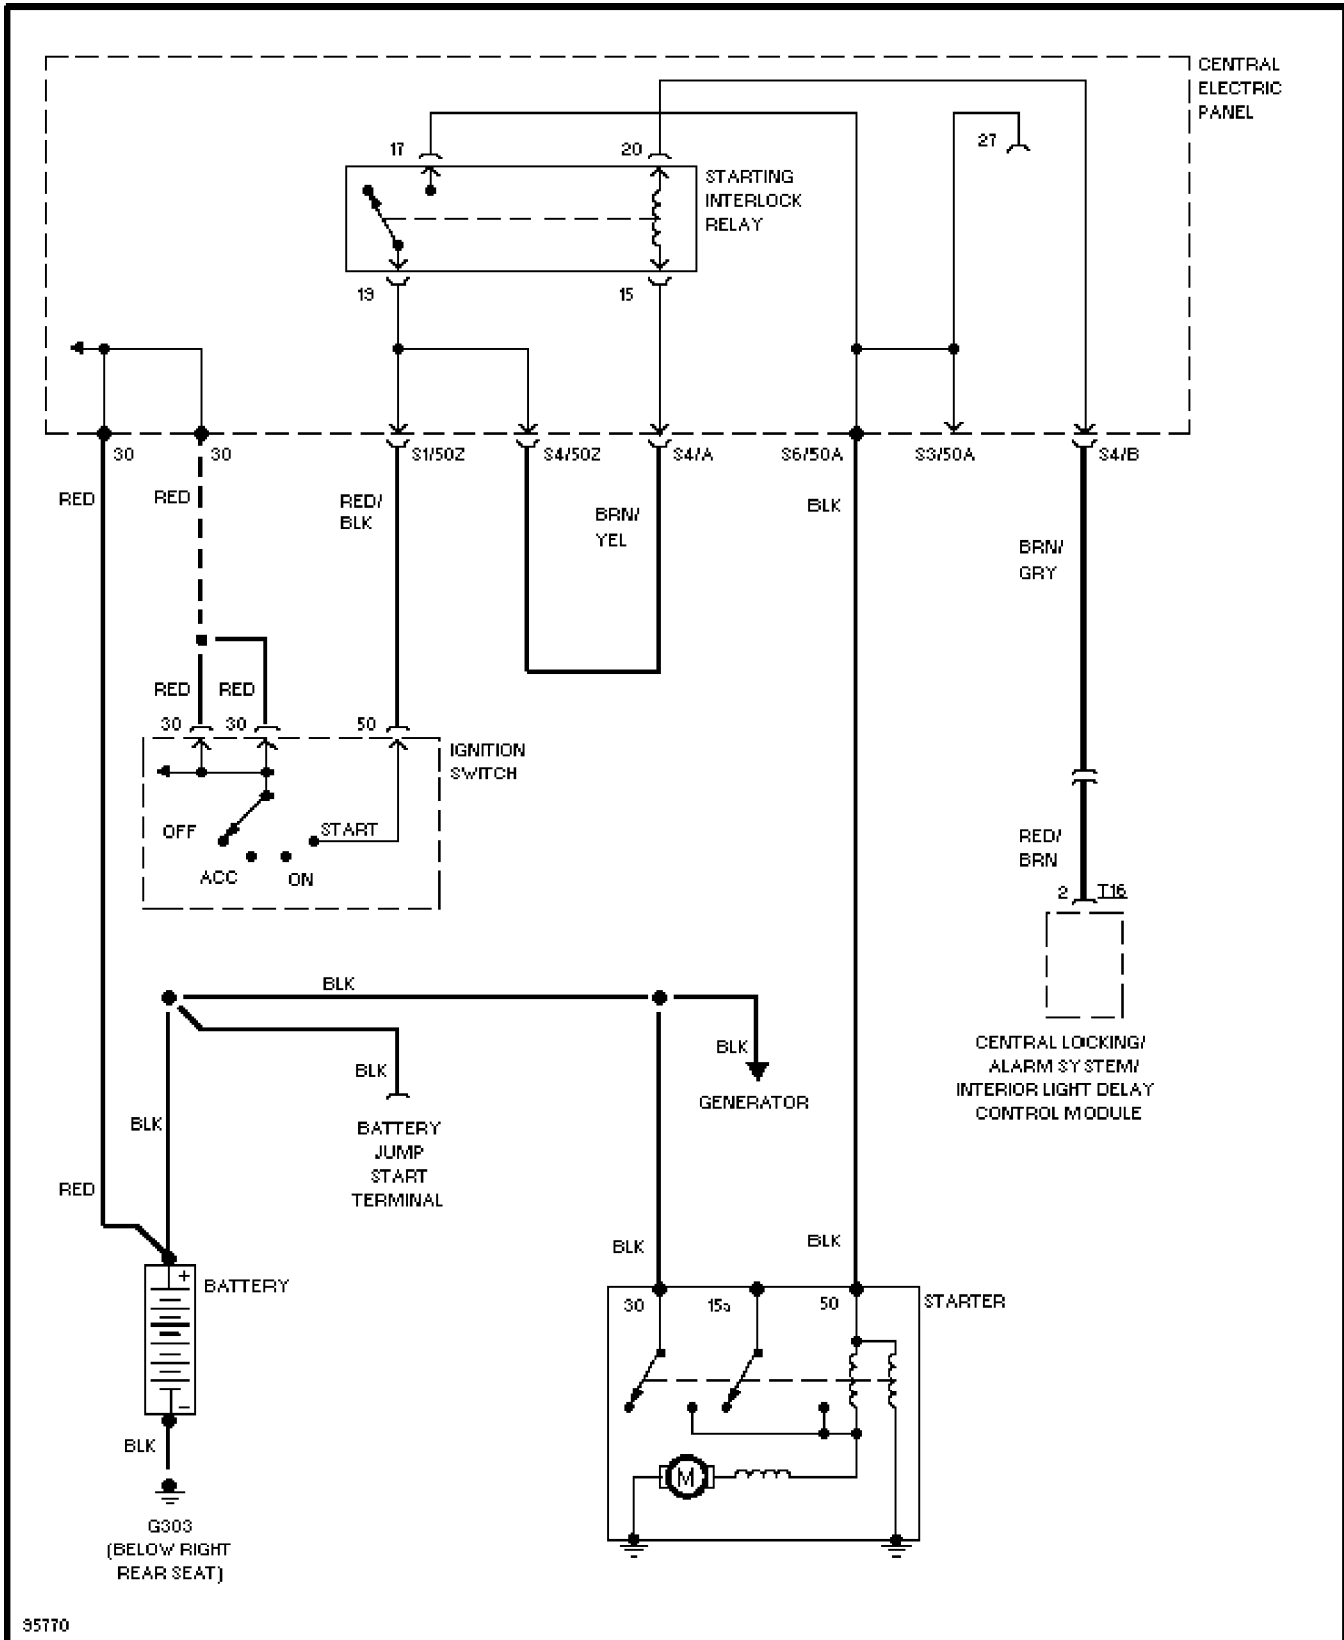 CENTRAL
ELECTRIC
PANEL
17
20
27
STARTING
INTERLOCK
RELAY
19
15
30
30
S1/50Z
S4/50Z
S4/A
S6/50A
S3/50A
S4/B
RED
RED
RED/
BLK
BRN/
YEL
BLK
BRN/
GRY
RED
RED
30
30
50
IGNITION
SWITCH
OFF
START
ACC
ON
RED/
BRN
2
T16
BLK
BLK
BLK
GENERATOR
CENTRAL LOCKING/
ALARM SYSTEM/
INTERIOR LIGHT DELAY
CONTROL MODULE
BLK
BATTERY
JUMP
START
TERMINAL
RED
BLK
BLK
+
BATTERY
30
15a
50
STARTER
-
BLK
M
G303
(BELOW RIGHT
REAR SEAT)
95770